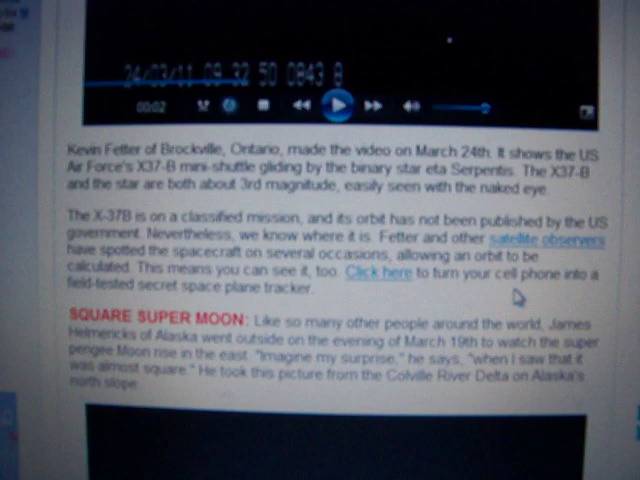 24/03/11 09 32 50 0843 8
00:02
Kevin Fetter of Brockville, Ontario, made the video on March 24th. It shows the US
Air Force's X37-B mini-shuttle gliding by the binary star eta Serpentis. The X37-B
and the star are both about 3rd magnitude, easily seen with the naked eye.
The X-37B is on a classified mission, and its orbit has not been published by the US
government. Nevertheless, we know where it is. Fetter and other satellite observers
have spotted the spacecraft on several occasions, allowing an orbit to be
calculated. This means you can see it, too. Click here to turn your cell phone into a
field-tested secret space plane tracker.
SQUARE SUPER MOON: Like so many other people around the world, James
Helmericks of Alaska went outside on the evening of March 19th to watch the super
perigee Moon rise in the east. "Imagine my surprise," he says, "when I saw that it
was almost square." He took this picture from the Colville River Delta on Alaska's
north slope